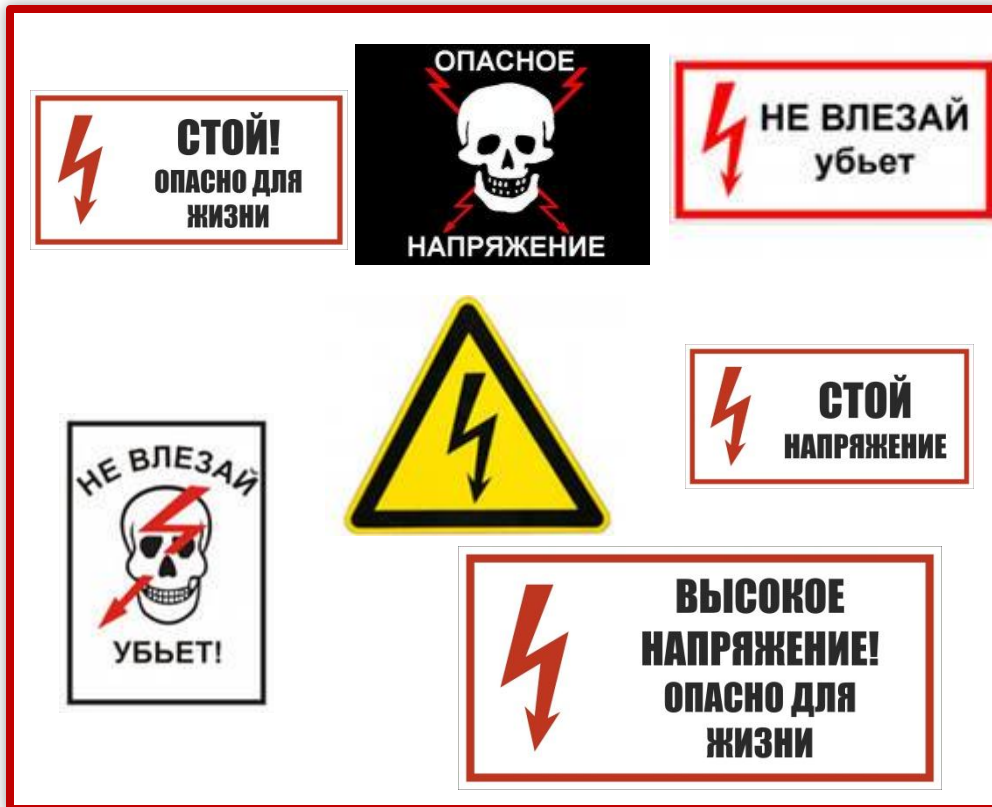 СТОЙ!
ОПАСНО ДЛЯ
ЖИЗНИ
ОПАСНОЕ
НАПРЯЖЕНИЕ
НЕ ВЛЕЗАЙ
убьет
НЕ ВЛЕЗАЙ
УБЬЕТ!
СТОЙ
НАПРЯЖЕНИЕ
ВЫСОКОЕ
НАПРЯЖЕНИЕ!
ОПАСНО ДЛЯ
ЖИЗНИ